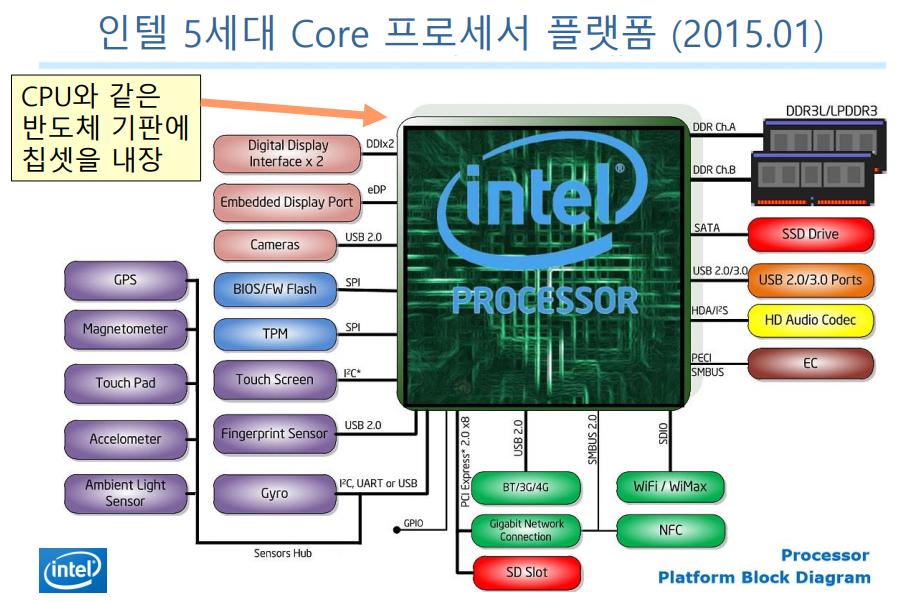 인텔 5세대 Core 프로세서 플랫폼 (2015.01)
CPU와 같은
반도체 기판에
칩셋을 내장
Digital Display
Interface x 2
DDIx2
Embedded Display Port
eDP
Cameras
USB 2.0
BIOS/FW Flash
SPI
TPM
SPI
Touch Screen
I²C*
Fingerprint Sensor
USB 2.0
Gyro
I²C, UART or USB
GPS
Magnetometer
Touch Pad
Accelometer
Ambient Light
Sensor
Sensors Hub
intel®
PROCESSOR
DDR3L/LPDDR3
DDR Ch.A
DDR Ch.B
SATA
SSD Drive
USB 2.0/3.0
USB 2.0/3.0 Ports
HDA/I²S
HD Audio Codec
PECI
SMBUS
EC
GPIO
PCI Express* 2.0 x8
USB 2.0
SMBUS 2.0
SDIO
BT/3G/4G
WiFi / WiMax
Gigabit Network
Connection
NFC
SD Slot
intel
Processor
Platform Block Diagram